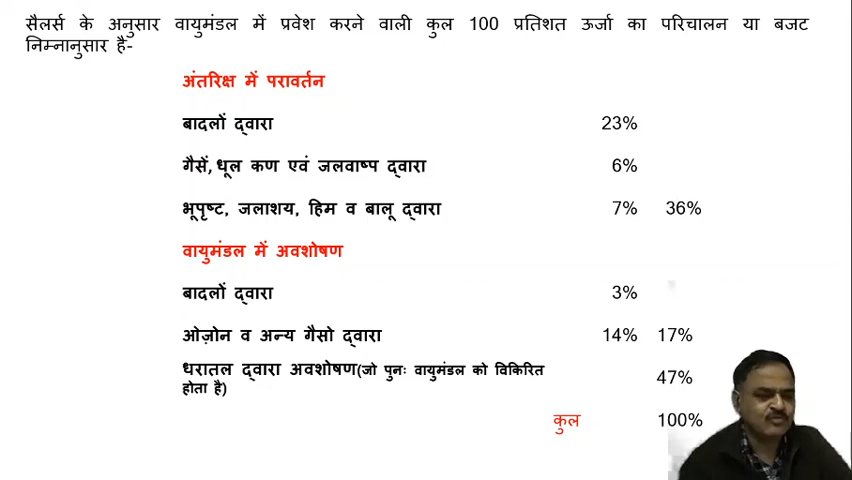 सैलर्स के अनुसार वायुमंडल में प्रवेश करने वाली कुल 100 प्रतिशत ऊर्जा का परिचालन या बजट
निम्नानुसार है-
अंतरिक्ष में परावर्तन
बादलों द्वारा 23%
गैसें, धूल कण एवं जलवाष्प द्वारा 6%
भूपृष्ट, जलाशय, हिम व बालू द्वारा 7% 36%
वायुमंडल में अवशोषण
बादलों द्वारा 3%
ओज़ोन व अन्य गैसो द्वारा 14% 17%
धरातल द्वारा अवशोषण(जो पुनः वायुमंडल को विकिरित
होता है) 47%
कुल 100%